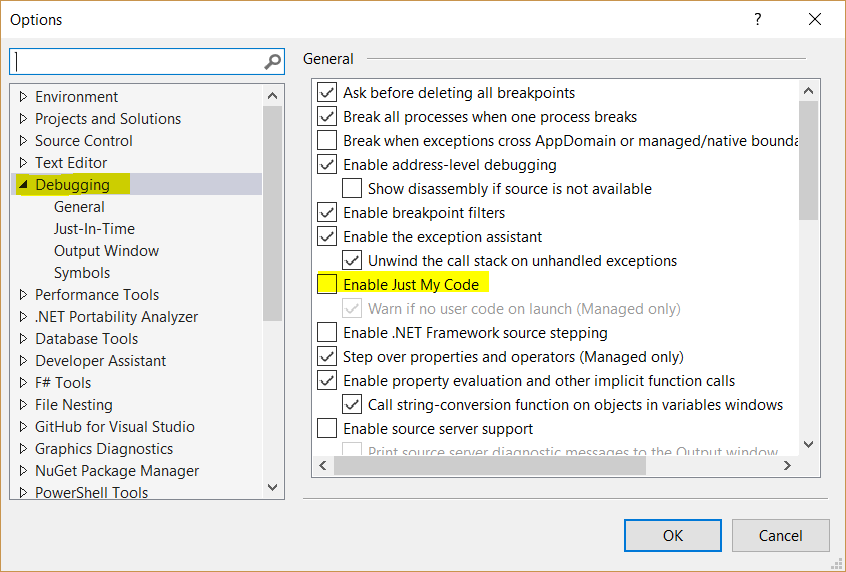 Options
?
General
Environment
Projects and Solutions
Source Control
Text Editor
Debugging
General
Just-In-Time
Output Window
Symbols
Performance Tools
.NET Portability Analyzer
Database Tools
Developer Assistant
F# Tools
File Nesting
GitHub for Visual Studio
Graphics Diagnostics
NuGet Package Manager
PowerShell Tools
Ask before deleting all breakpoints
Break all processes when one process breaks
Break when exceptions cross AppDomain or managed/native bounda
Enable address-level debugging
Show disassembly if source is not available
Enable breakpoint filters
Enable the exception assistant
Unwind the call stack on unhandled exceptions
Enable Just My Code
Warn if no user code on launch (Managed only)
Enable .NET Framework source stepping
Step over properties and operators (Managed only)
Enable property evaluation and other implicit function calls
Call string-conversion function on objects in variables windows
Enable source server support
Print source server diagnostic messages to the Output window
OK
Cancel